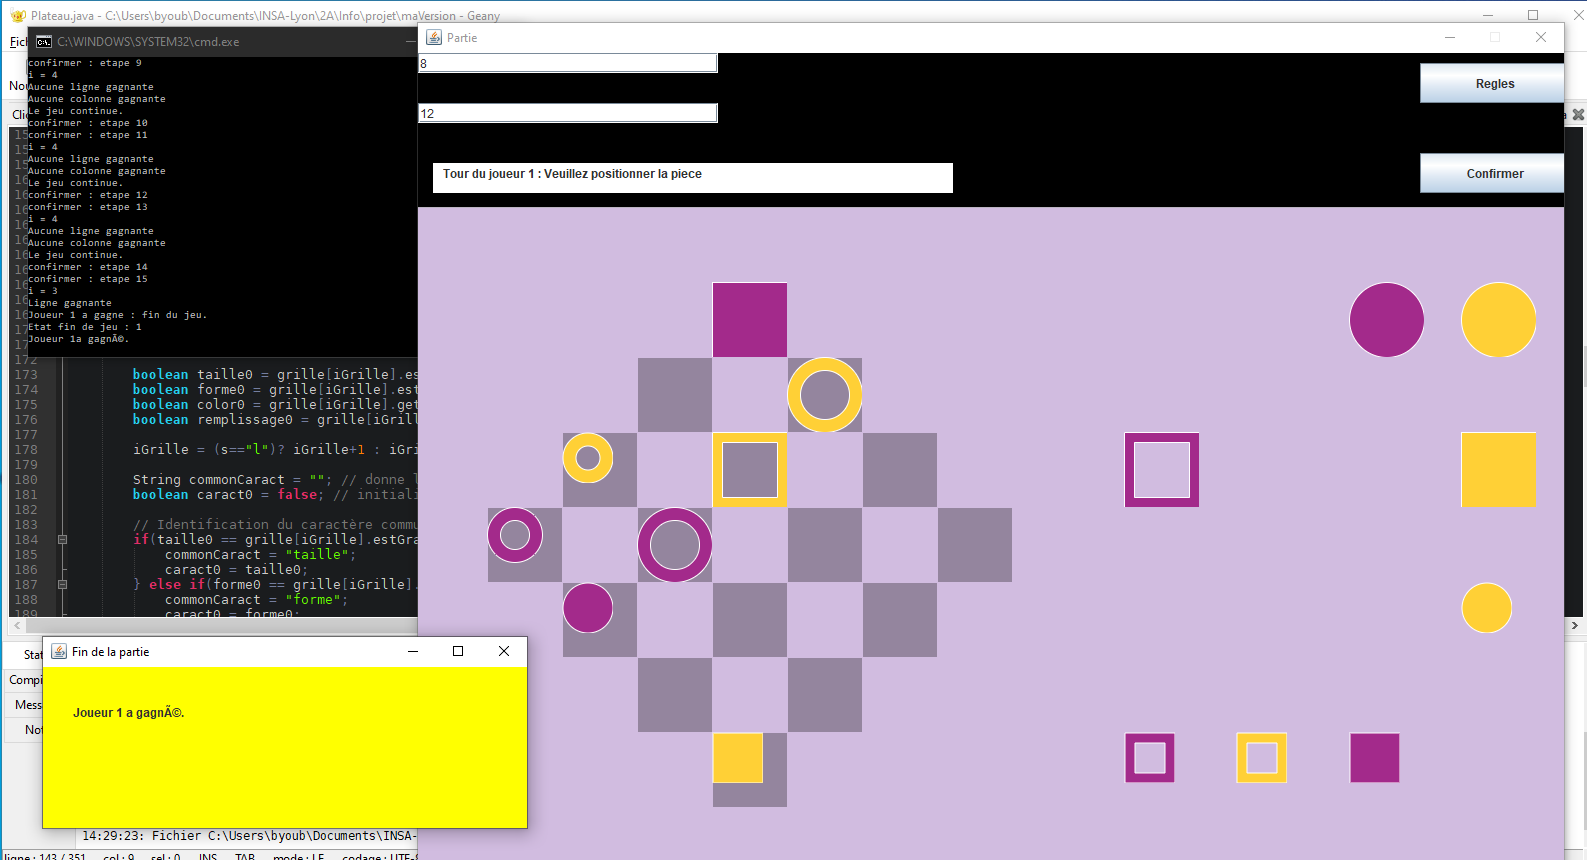 Plateau.java - C:\Users\byoub\Documents\INSA-Lyon\2A\Info\projet\maVersion - Geany
C:\WINDOWS\SYSTEM32\cmd.exe
confirmer : etape 9
i = 4
Aucune ligne gagnante
Aucune colonne gagnante
Le jeu continue.
confirmer : etape 10
confirmer : etape 11
i = 4
Aucune ligne gagnante
Aucune colonne gagnante
Le jeu continue.
confirmer : etape 12
confirmer : etape 13
i = 4
Aucune ligne gagnante
Aucune colonne gagnante
Le jeu continue.
confirmer : etape 14
confirmer : etape 15
i = 3
Ligne gagnante
Joueur 1 a gagne : fin du jeu.
Etat fin de jeu : 1
Joueur 1a gagnÃ©.
Partie
8
12
Regles
Tour du joueur 1 : Veuillez positionner la piece
Confirmer
172
173 boolean taille0 = grille[iGrille].es
174 boolean forme0 = grille[iGrille].est
175 boolean color0 = grille[iGrille].get
176 boolean remplissage0 = grille[iGrill
177
178 iGrille = (s=="l")? iGrille+1 : iGri
179
180 String commonCaract = ""; // donne l
181 boolean caract0 = false; // initiali
182
183 // Identification du caractère commu
184 if(taille0 == grille[iGrille].estGra
185 commonCaract = "taille";
186 caract0 = taille0;
187 } else if(forme0 == grille[iGrille].
188 commonCaract = "forme";
189 caract0 = forme0;
Stat
Compi
Mess
Not
Fin de la partie
Joueur 1 a gagnÃ©.
14:29:23: Fichier C:\Users\byoub\Documents\INSA-
ligne : 143 / 351 col : 9 sel : 0 INS TAB mode : LF codage : UTF-8